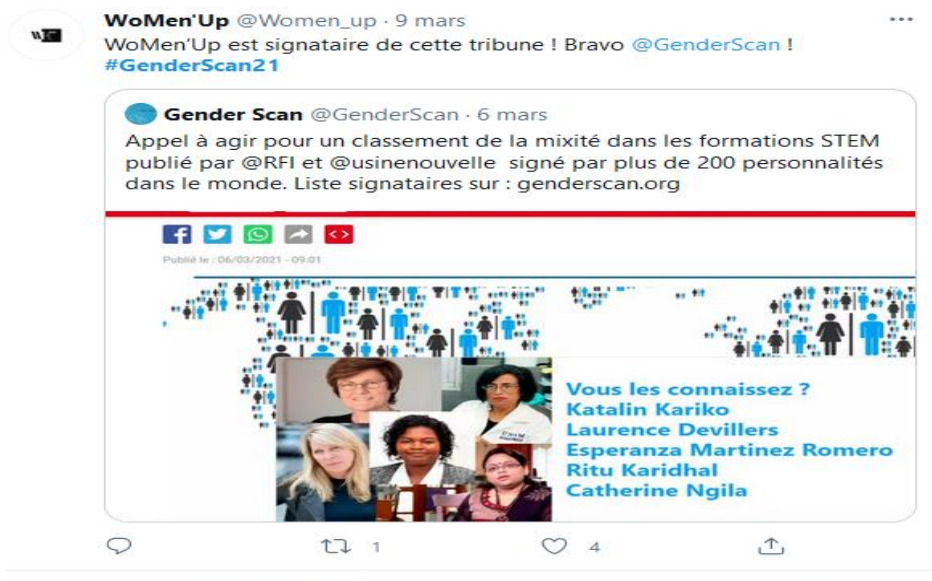 WoMen'Up @Women_up · 9 mars
WoMen'Up est signataire de cette tribune ! Bravo @GenderScan !
#GenderScan21
Gender Scan @GenderScan · 6 mars
Appel à agir pour un classement de la mixité dans les formations STEM
publié par @RFI et @usinenouvelle signé par plus de 200 personnalités
dans le monde. Liste signataires sur : genderscan.org
Publié le : 06/03/2021 - 09:01
Vous les connaissez ?
Katalin Kariko
Laurence Devillers
Esperanza Martinez Romero
Ritu Karidhal
Catherine Ngila
1
4